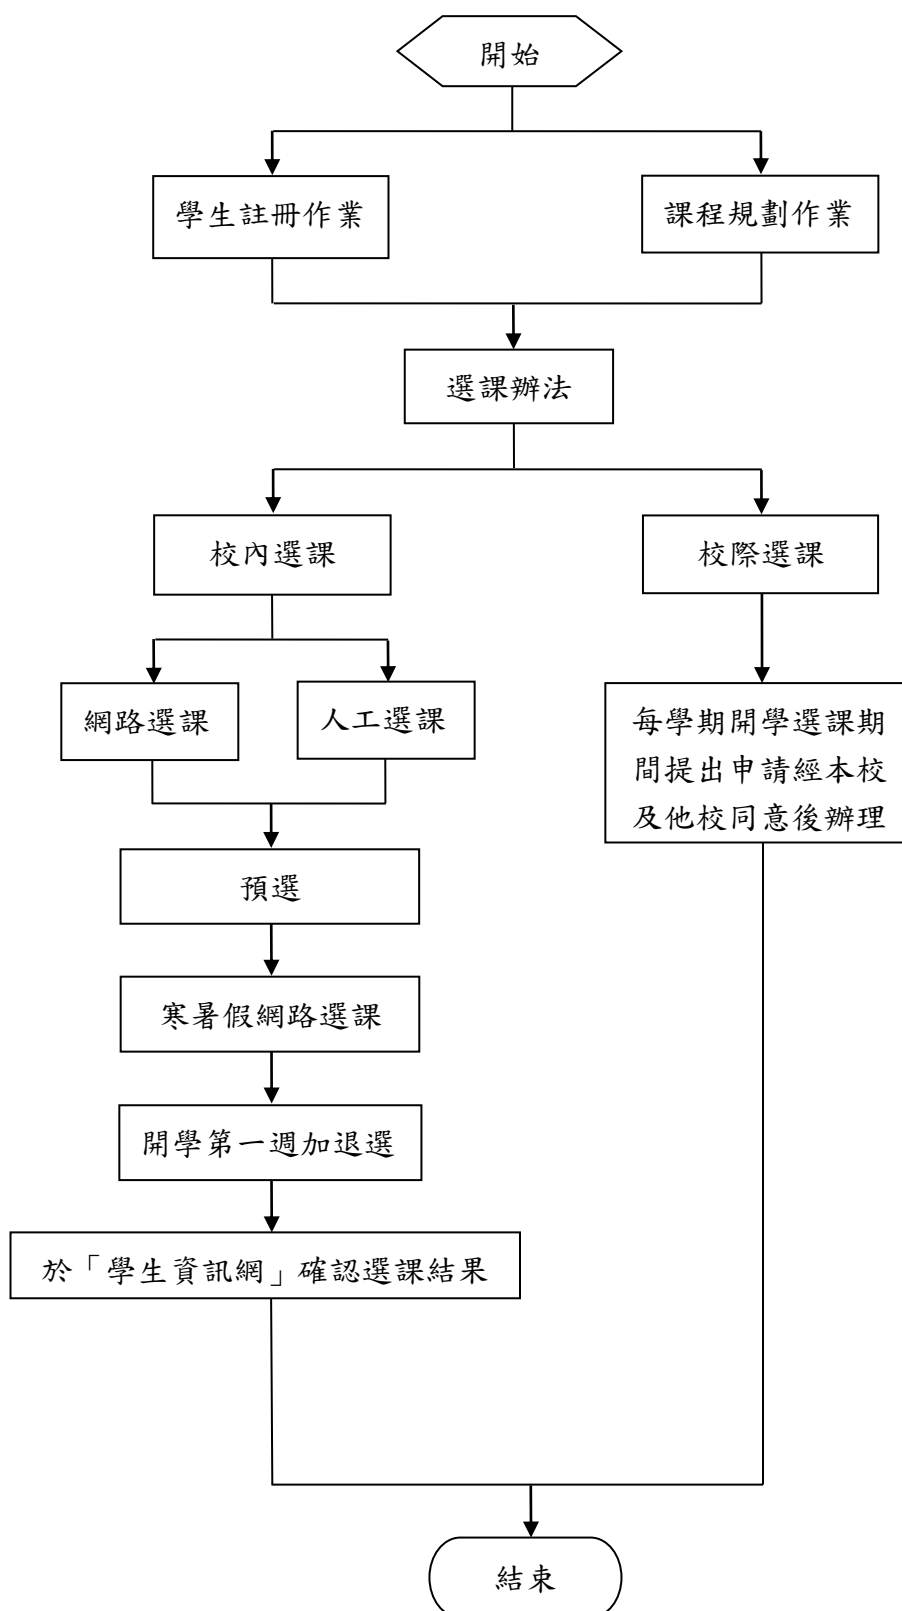 開始
學生註冊作業
課程規劃作業
選課辦法
校內選課
校際選課
網路選課
人工選課
每學期開學選課期
間提出申請經本校
及他校同意後辦理
預選
寒暑假網路選課
開學第一週加退選
於「學生資訊網」確認選課結果
結束